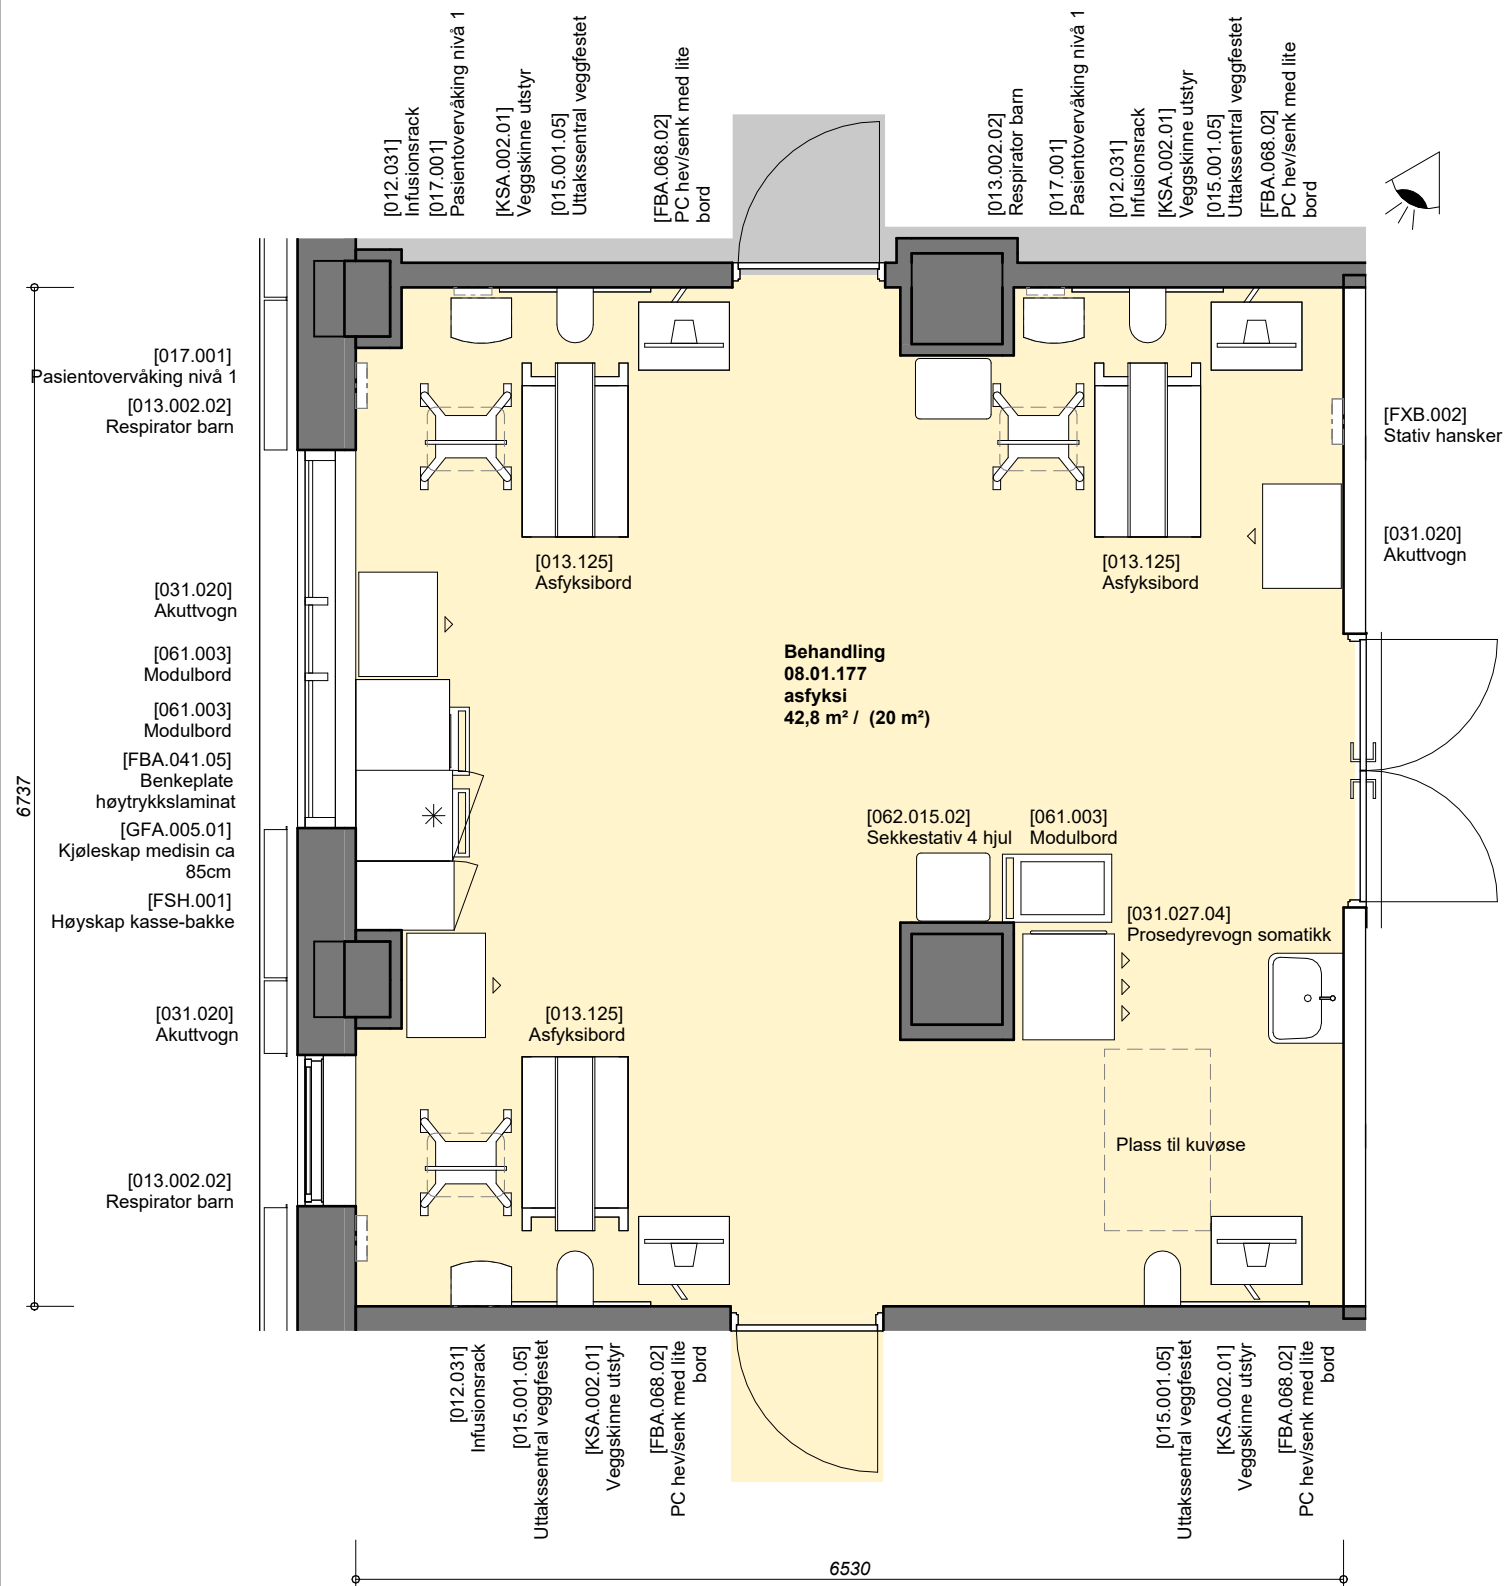 [012.031]
Infusionsrack
[017.001]
Pasientovervåking nivå 1
[KSA.002.01]
Veggskinne utstyr
[015.001.05]
Uttakssentral veggfestet
[FBA.068.02]
PC hev/senk med lite
bord
[013.002.02]
Respirator barn
[017.001]
Pasientovervåking nivå 1
[012.031]
Infusionsrack
[KSA.002.01]
Veggskinne utstyr
[015.001.05]
Uttakssentral veggfestet
[FBA.068.02]
PC hev/senk med lite
bord
[017.001]
Pasientovervåking nivå 1
[013.002.02]
Respirator barn
[FXB.002]
Stativ hansker
[031.020]
Akuttvogn
[013.125]
Asfyksibord
[013.125]
Asfyksibord
[031.020]
Akuttvogn
[061.003]
Modulbord
[061.003]
Modulbord
[FBA.041.05]
Benkeplate
høytrykkslaminat
[GFA.005.01]
Kjøleskap medisin ca
85cm
[FSH.001]
Høyskap kasse-bakke
6737
Behandling
08.01.177
asfyksi
42,8 m² / (20 m²)
[062.015.02]
Sekkestativ 4 hjul
[061.003]
Modulbord
[031.027.04]
Prosedyrevogn somatikk
[031.020]
Akuttvogn
[013.125]
Asfyksibord
Plass til kuvøse
[013.002.02]
Respirator barn
[012.031]
Infusionsrack
[015.001.05]
Uttakssentral veggfestet
[KSA.002.01]
Veggskinne utstyr
[FBA.068.02]
PC hev/senk med lite
bord
[015.001.05]
Uttakssentral veggfestet
[KSA.002.01]
Veggskinne utstyr
[FBA.068.02]
PC hev/senk med lite
bord
6530